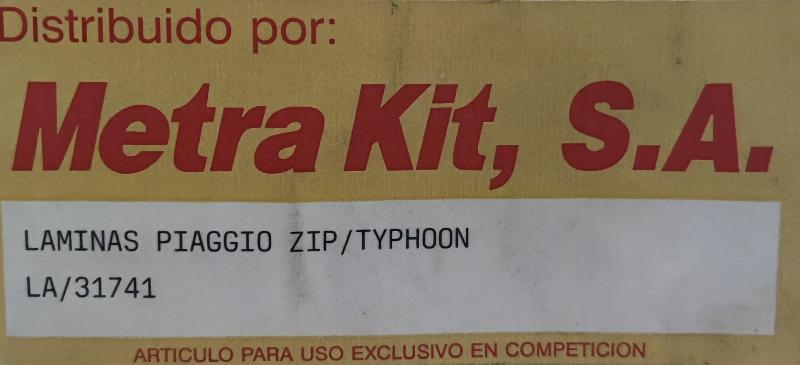 Distribuido por:
Metra Kit, S.A.
LAMINAS PIAGGIO ZIP/TYPHOON
LA/31741
ARTICULO PARA USO EXCLUSIVO EN COMPETICION